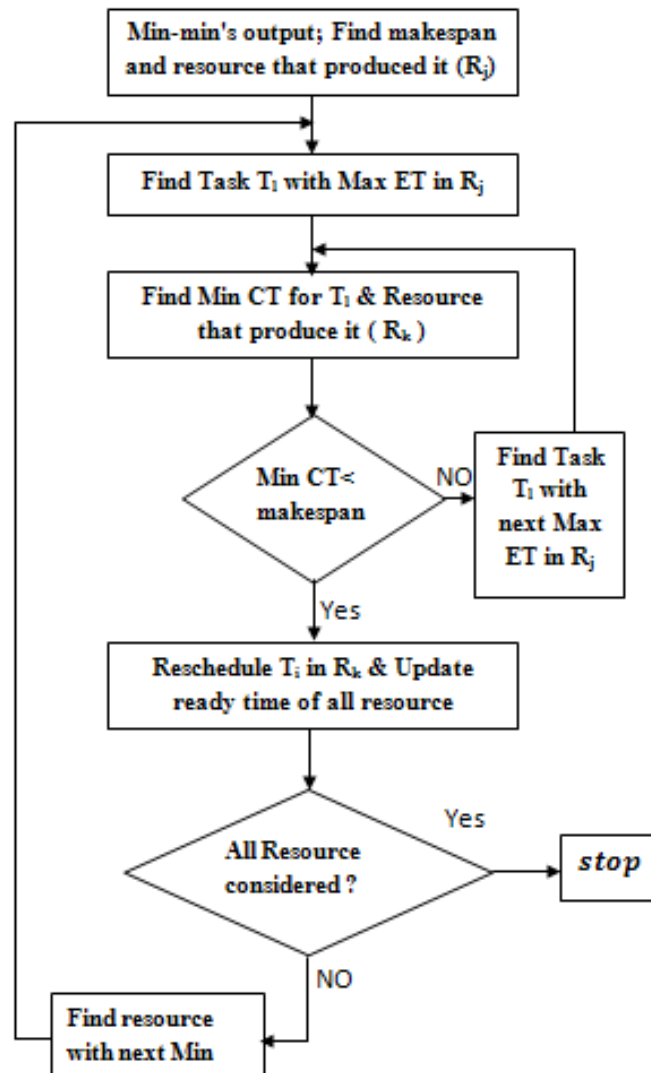 Min-min's output; Find makespan
and resource that produced it (Rj)
Find Task Tl with Max ET in Rj
Find Min CT for Tl & Resource
that produce it ( Rk )
Min CT<
makespan
NO
Find Task
Tl with
next Max
ET in Rj
Yes
Reschedule Ti in Rk & Update
ready time of all resource
All Resource
considered ?
Yes
stop
NO
Find resource
with next Min